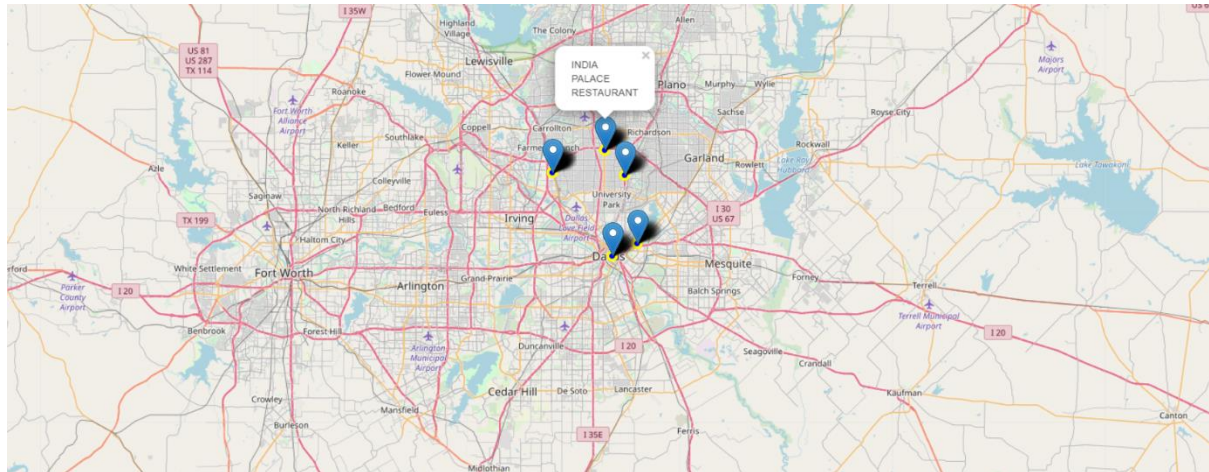 I 35W
US 6
Highland
Village
The Colony
Allen
US 81
US 287
TX 114
Lewisville
Majors
Airport
INDIA
PALACE
RESTAURANT
×
Flower Mound
Plano
Murphy
Wylie
Roanoke
Sachse
Fort Worth
Alliance
Airport
Coppell
Carrollton
Richardson
Royse City
Southlake
Keller
Garland
Rowlett
Rockwall
Lake Ray
Hubbard
Lake Tawakoni
Azle
Colleyville
Saginaw
University
Park
North Richland
Hills
Bedford
Euless
Irving
Dallas
Love Field
Airport
I 30
US 67
TX 199
Haltom City
White Settlement
Fort Worth
Mesquite
Forney
Parker
County
Airport
I 20
Arlington
Grand Prairie
Balch Springs
Terrell
Terrell Municipal
Airport
Benbrook
Forest Hill
Arlington
Municipal
Airport
Duncanville
I 20
I 20
Seagoville
Crandall
Cedar Hill
De Soto
Lancaster
Kaufman
Crowley
Mansfield
Canton
Burleson
I 35E
Ferris
Midlothian